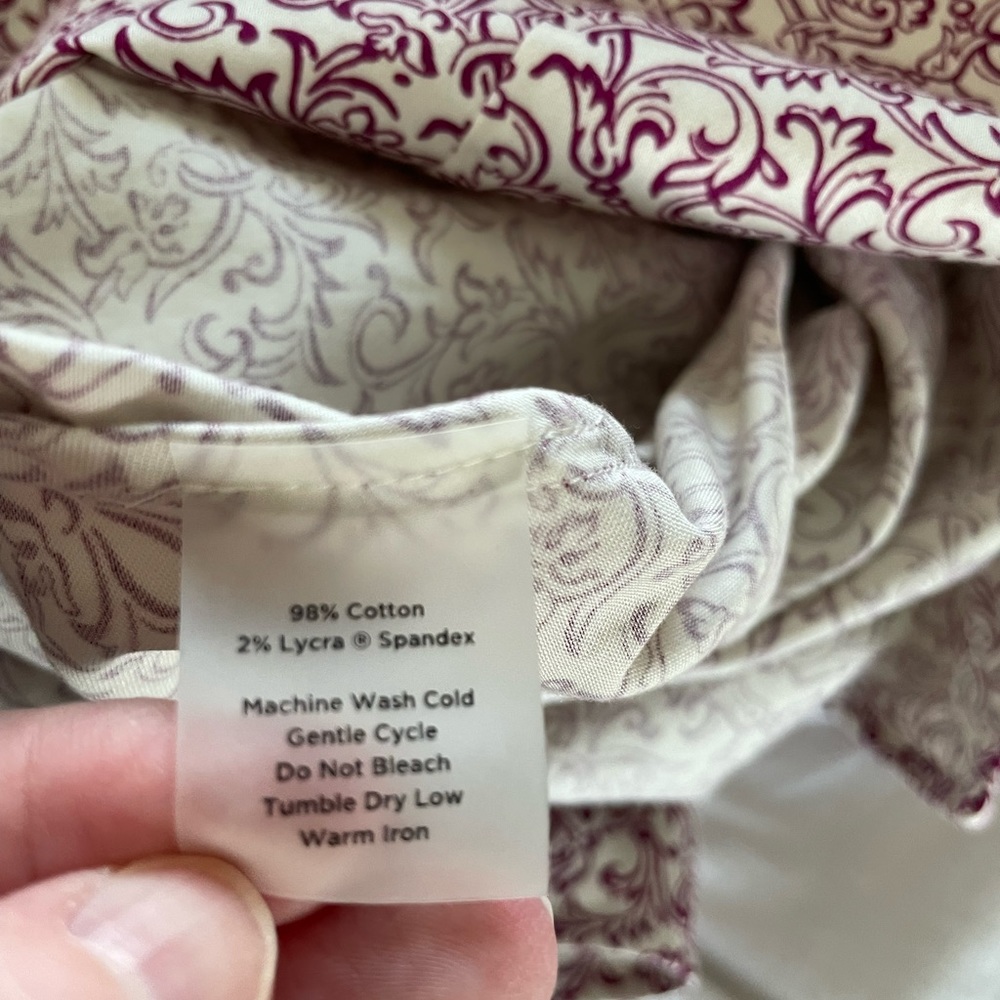 98% Cotton
2% Lycra ® Spandex
Machine Wash Cold
Gentle Cycle
Do Not Bleach
Tumble Dry Low
Warm Iron